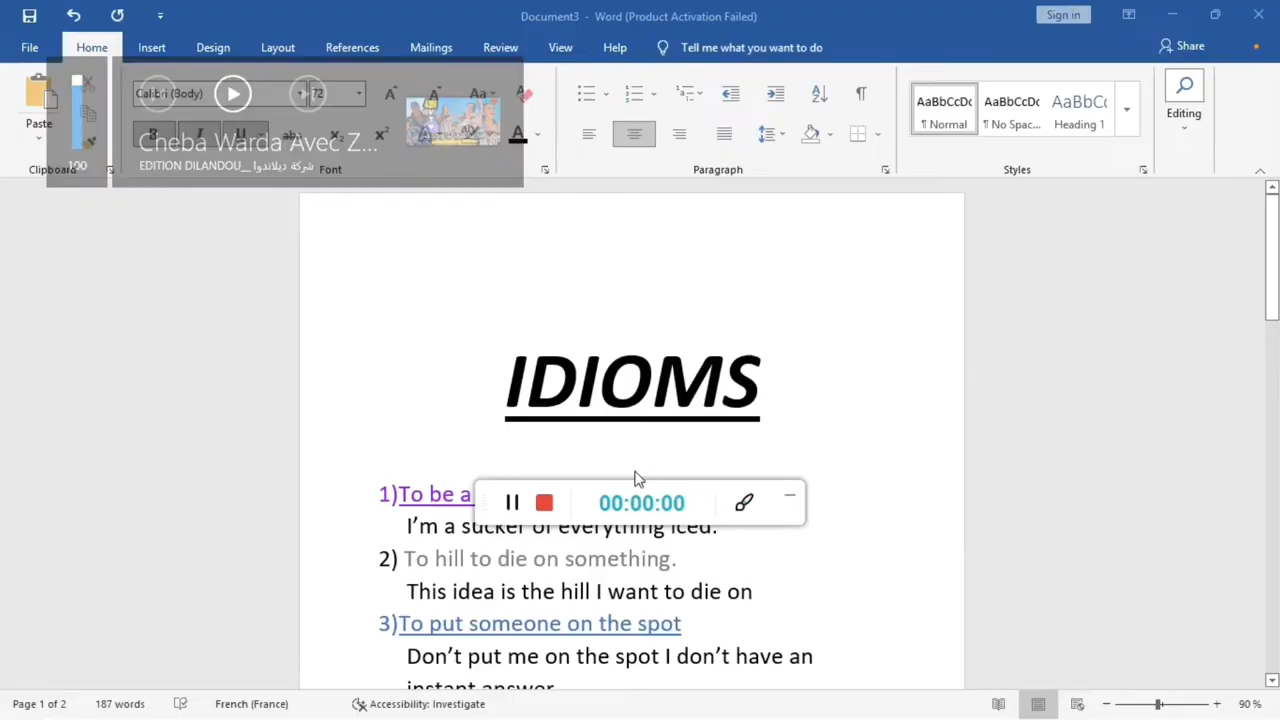 Document3 - Word (Product Activation Failed)
Sign in
File Home Insert Design Layout References Mailings Review View Help Tell me what you want to do Share
Calibri (Body) 72
Aa
Paste
Editing
AaBbCcDc AaBbCcDc AaBbCc
¶ Normal ¶ No Spac... Heading 1
Cheba Warda Avec Z...
100
EDITION DILANDOU__ شركة ديلاندوا
Clipboard Font Paragraph Styles
IDIOMS
1)To be a
00:00:00
I’m a sucker of everything iced.
2) To hill to die on something.
This idea is the hill I want to die on
3)To put someone on the spot
Don’t put me on the spot I don’t have an
instant answer
Page 1 of 2 187 words French (France) Accessibility: Investigate 90 %